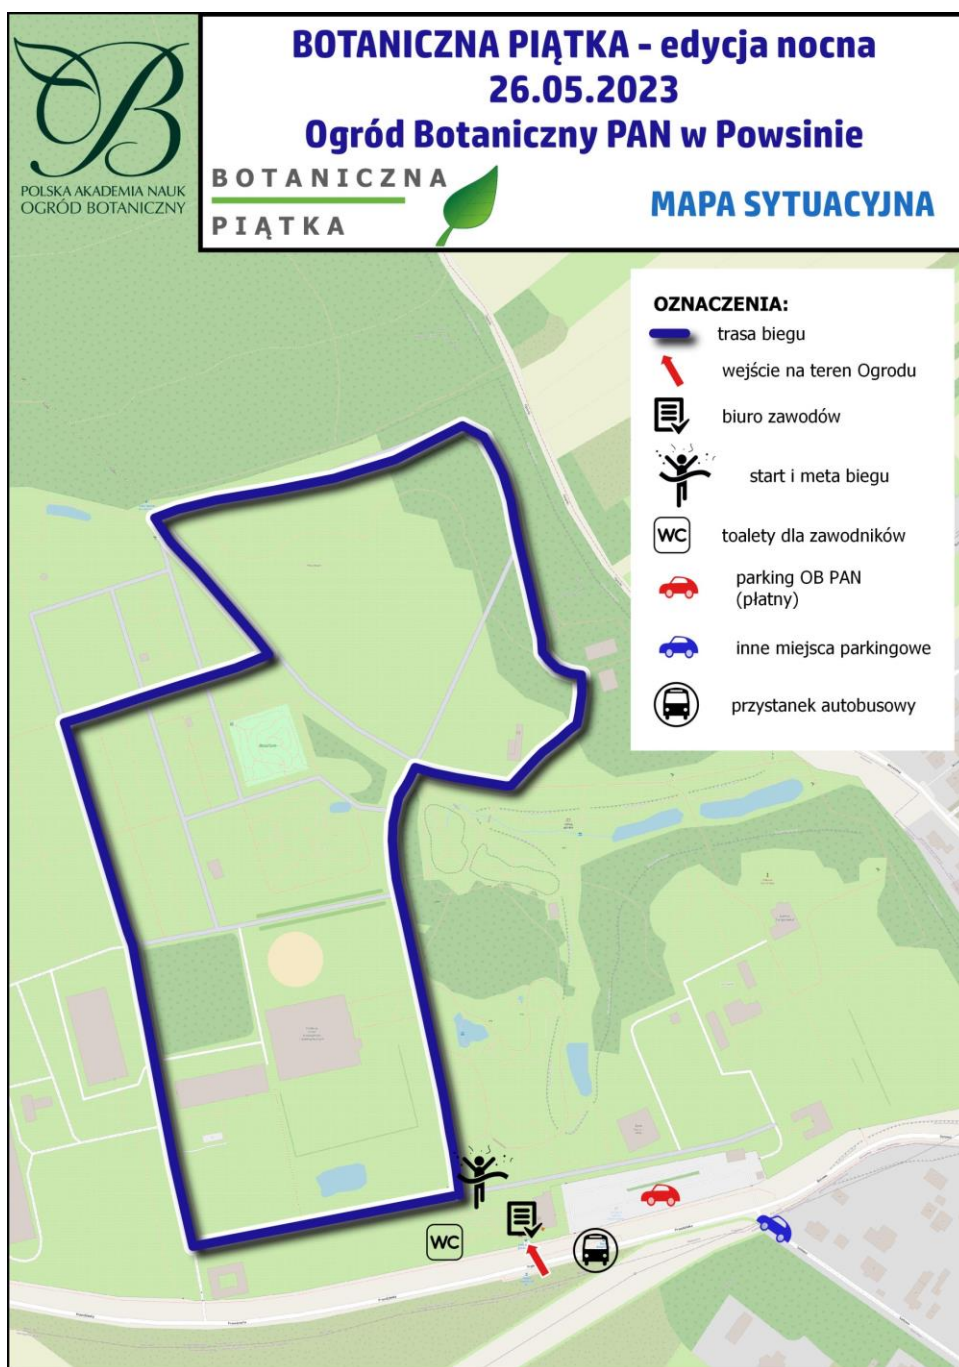 BOTANICZNA PIĄTKA - edycja nocna
26.05.2023
Ogród Botaniczny PAN w Powsinie
POLSKA AKADEMIA NAUK
OGRÓD BOTANICZNY
BOTANICZNA
PIĄTKA
MAPA SYTUACYJNA
OZNACZENIA:
trasa biegu
wejście na teren Ogrodu
biuro zawodów
start i meta biegu
WC
toalety dla zawodników
parking OB PAN
(płatny)
inne miejsca parkingowe
przystanek autobusowy
WC